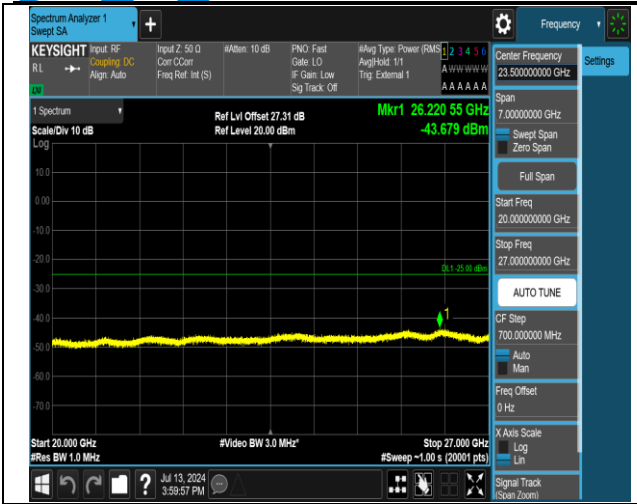 Spectrum Analyzer 1
Swept SA
+
Frequency
KEYSIGHT
RL
LXI
Input: RF
Coupling: DC
Align: Auto
Input Z: 50 Ω
Corr CCorr
Freq Ref: Int (S)
#Atten: 10 dB
PNO: Fast
Gate: LO
IF Gain: Low
Sig Track: Off
#Avg Type: Power (RMS
Avg|Hold: 1/1
Trig: External 1
1 2 3 4 5 6
A W W W W W
A A A A A A
Center Frequency
23.500000000 GHz
Settings
Span
7.00000000 GHz
Swept Span
Zero Span
Full Span
Start Freq
20.000000000 GHz
Stop Freq
27.000000000 GHz
AUTO TUNE
CF Step
700.000000 MHz
Auto
Man
Freq Offset
0 Hz
X Axis Scale
Log
Lin
Signal Track
(Span Zoom)
1 Spectrum
Scale/Div 10 dB
Log
Ref Lvl Offset 27.31 dB
Ref Level 20.00 dBm
Mkr1 26.220 55 GHz
-43.679 dBm
10.0
0.00
-10.0
-20.0
DL1 -25.00 dBm
-30.0
-40.0
1
-50.0
-60.0
-70.0
Start 20.000 GHz
#Video BW 3.0 MHz*
Stop 27.000 GHz
#Res BW 1.0 MHz
#Sweep ~1.00 s (20001 pts)
?
Jul 13, 2024
3:59:57 PM